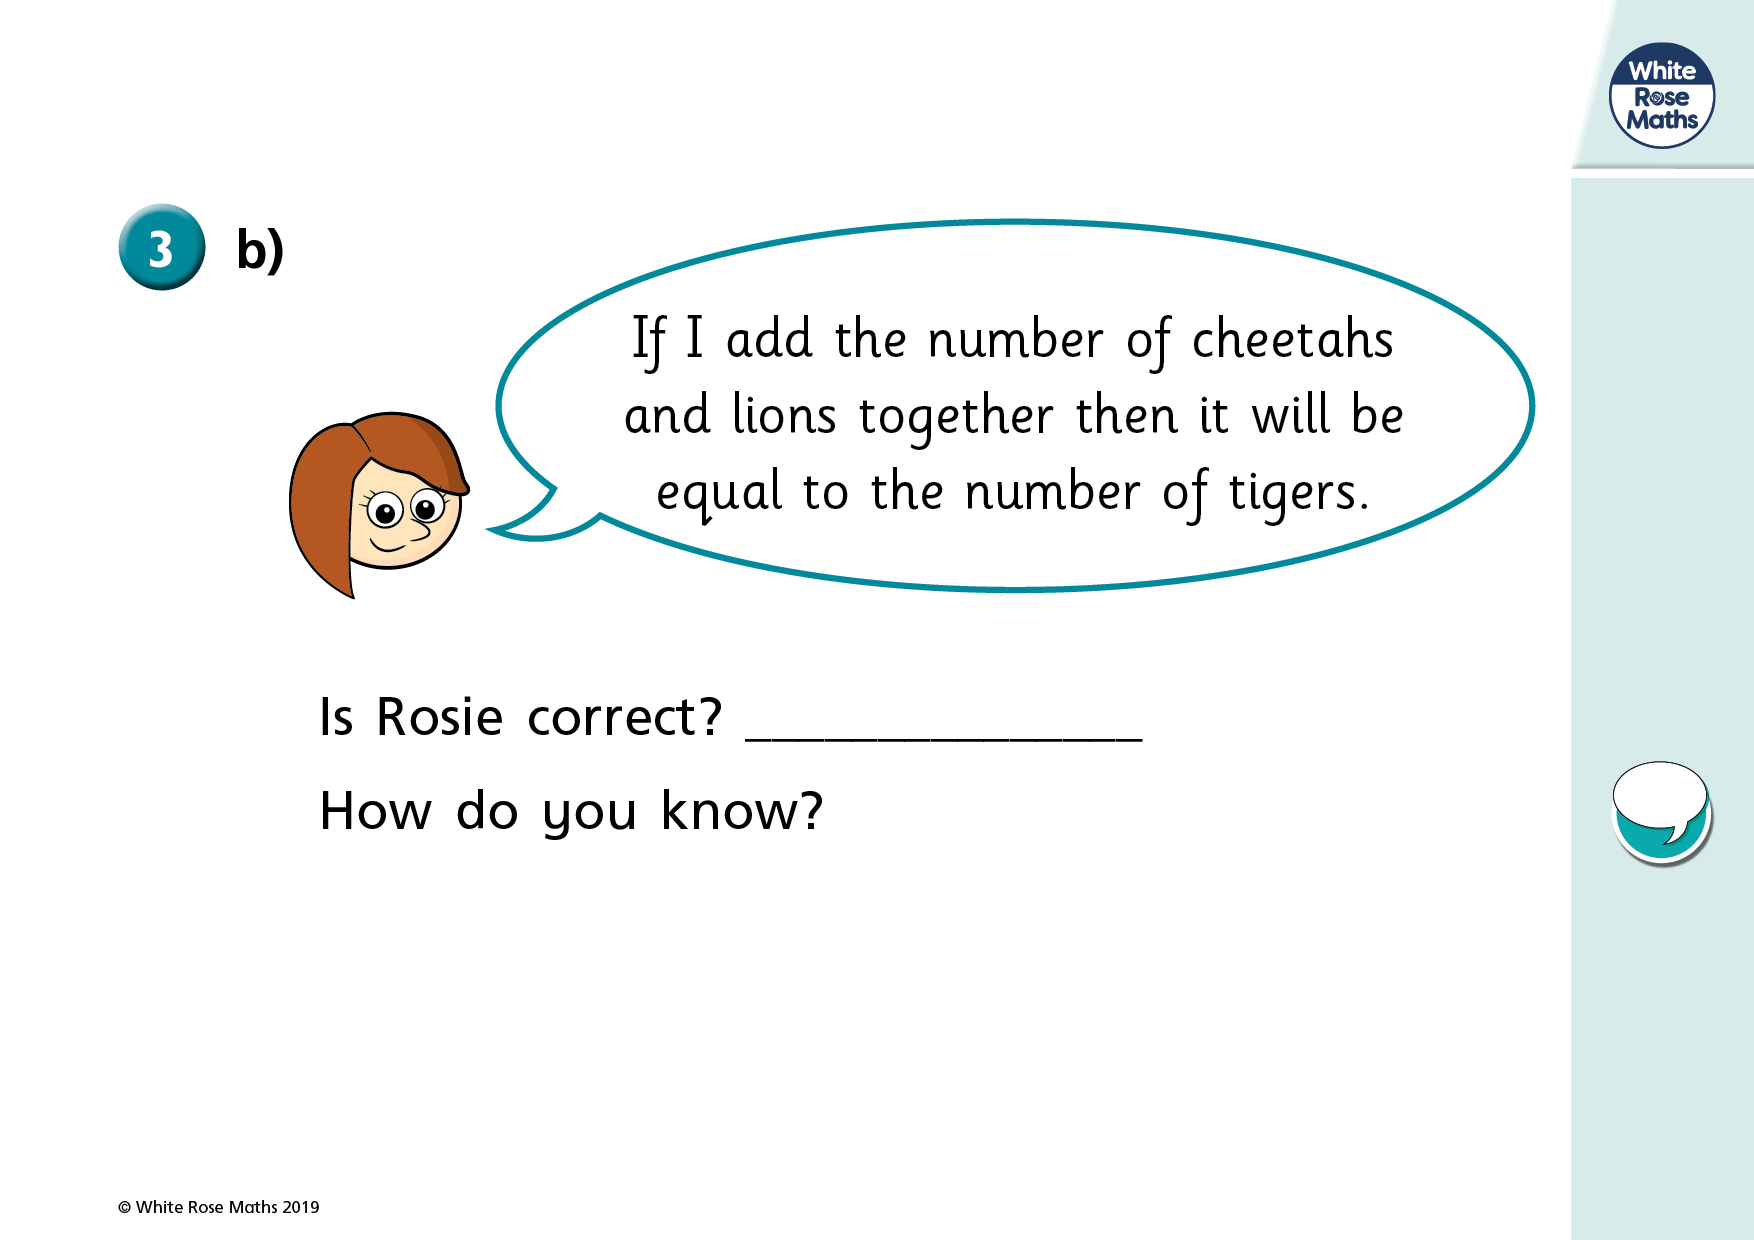 White
Rose
Maths
3 b)
If I add the number of cheetahs
and lions together then it will be
equal to the number of tigers.
Is Rosie correct? _______________
How do you know?
© White Rose Maths 2019